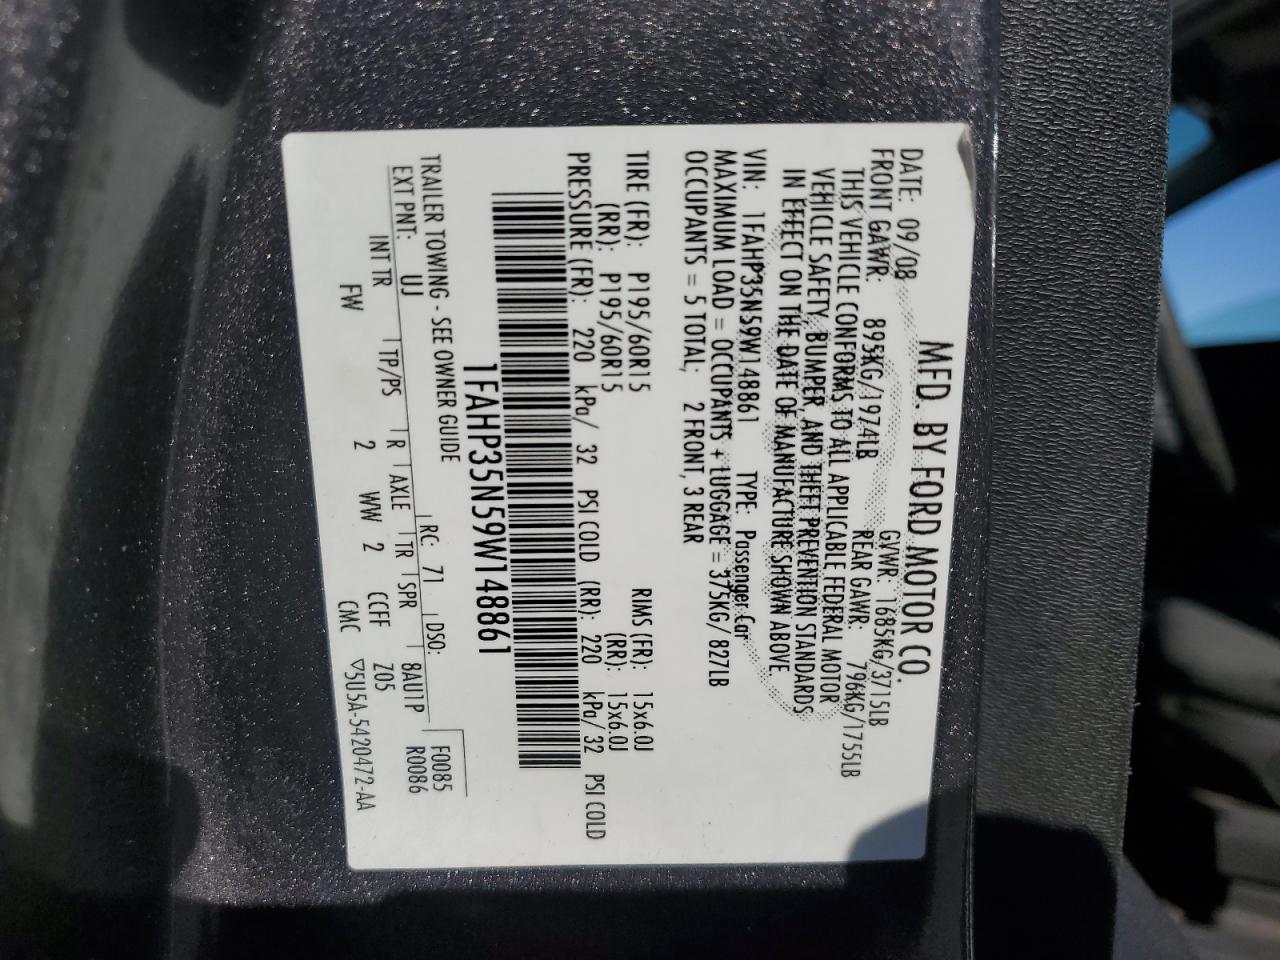 MFD. BY FORD MOTOR CO.
DATE: 09/08 GVWR: 1685KG/3715LB
FRONT GAWR: 895KG/1974LB REAR GAWR: 796KG/1755LB
THIS VEHICLE CONFORMS TO ALL APPLICABLE FEDERAL MOTOR
VEHICLE SAFETY, BUMPER, AND THEFT PREVENTION STANDARDS
IN EFFECT ON THE DATE OF MANUFACTURE SHOWN ABOVE
VIN: 1FAHP35N59W148861 TYPE: Passenger Car
MAXIMUM LOAD = OCCUPANTS + LUGGAGE = 375KG/827LB
OCCUPANTS = 5 TOTAL; 2 FRONT, 3 REAR
TIRE (FR): P195/60R15 RIMS (FR): 15x6.0J
(RR): P195/60R15 (RR): 15x6.0J
PRESSURE (FR): 220 kPa/ 32 PSI COLD (RR): 220 kPa/ 32 PSI COLD
1FAHP35N59W148861
TRAILER TOWING - SEE OWNER GUIDE
F0085
RC: 71 DSO: R0086
EXT PNT: UJ 8AU1P
INT TR TP/PS R AXLE TR SPR Z05
FW 2 WW 2 CCFF
CMC ▽5U5A-5420472-AA